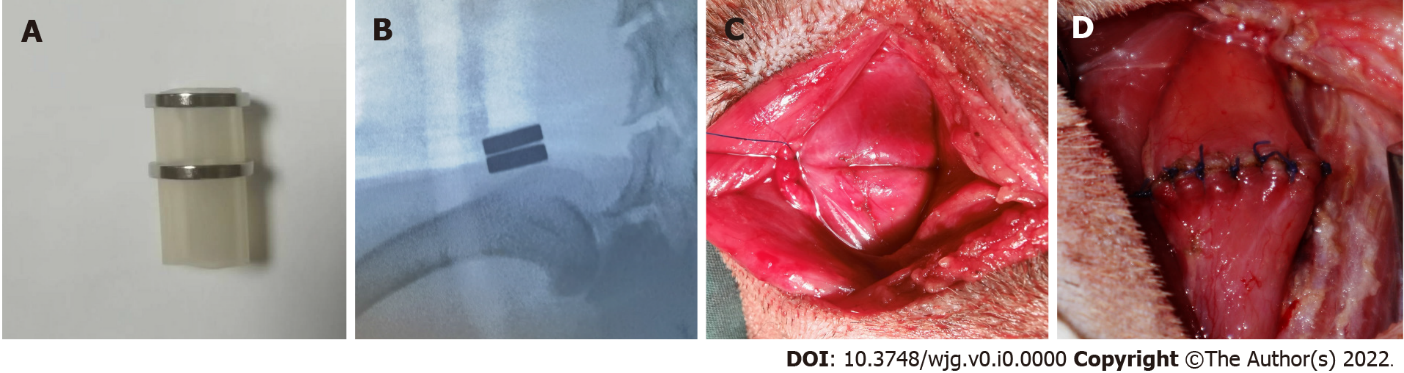 A
B
C
D
DOI: 10.3748/wjg.v0.i0.0000 Copyright ©The Author(s) 2022.